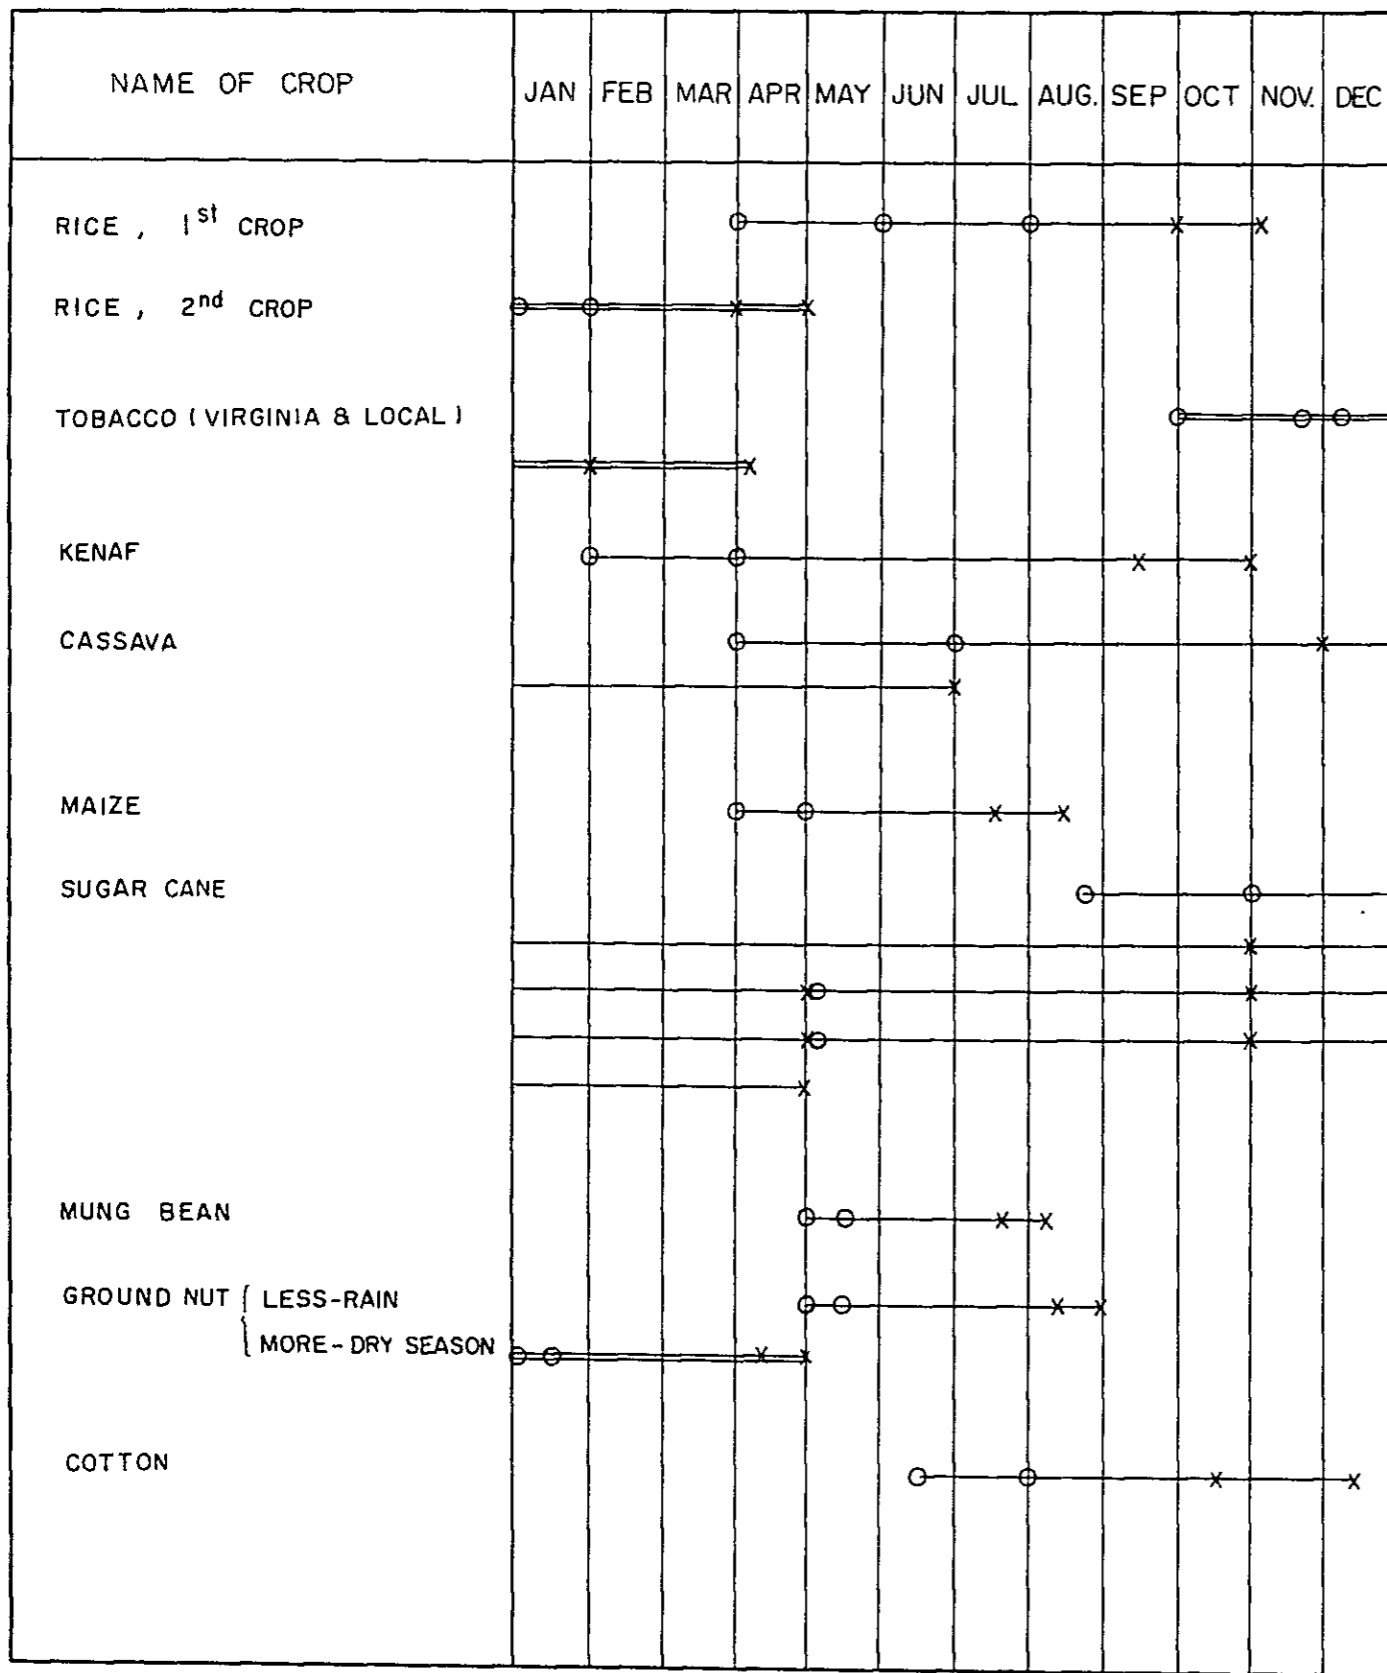 NAME OF CROP JAN FEB MAR APR MAY JUN JUL AUG. SEP OCT NOV. DEC
RICE , 1st CROP
RICE , 2nd CROP
TOBACCO (VIRGINIA & LOCAL)
KENAF
CASSAVA
MAIZE
SUGAR CANE
MUNG BEAN
GROUND NUT { LESS-RAIN
MORE-DRY SEASON
COTTON